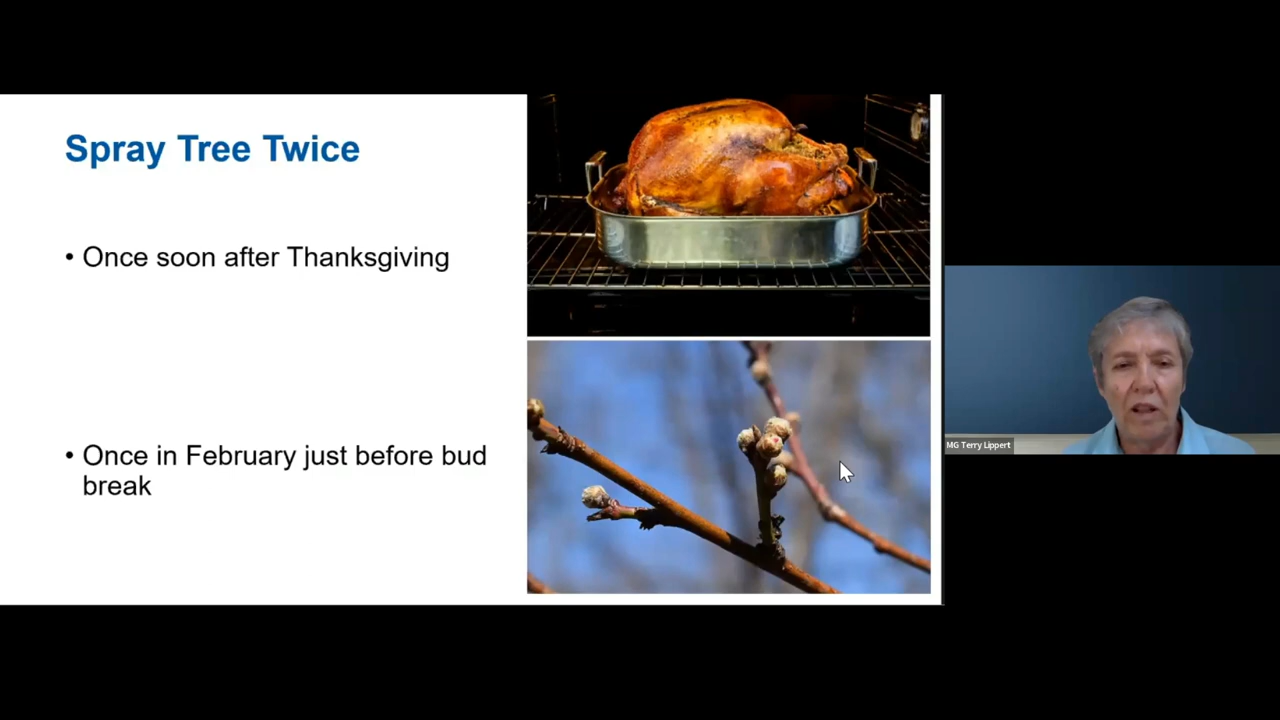 Spray Tree Twice
• Once soon after Thanksgiving
• Once in February just before bud
break
MG Terry Lippert